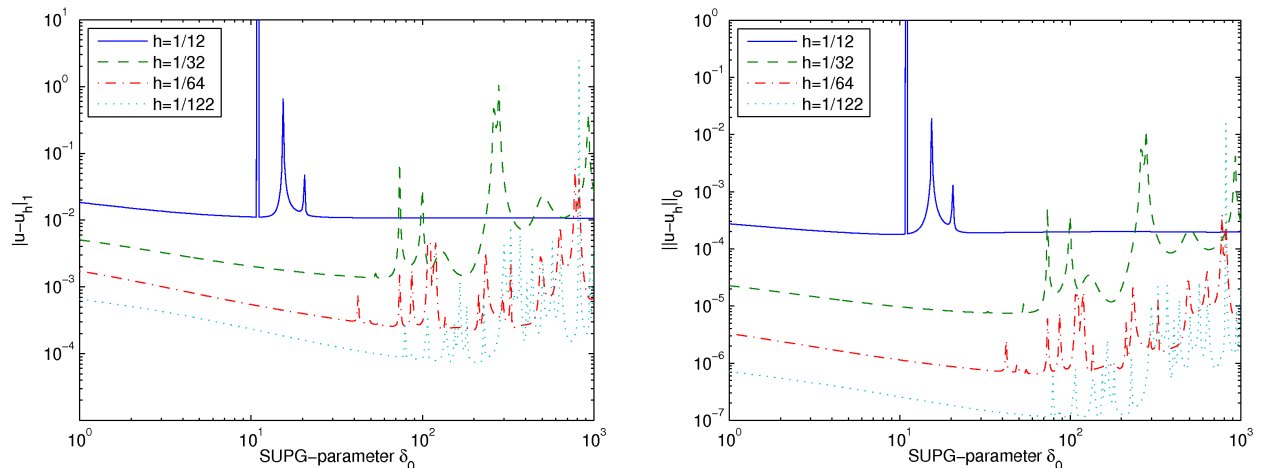 10^1
10^0
10^-1
10^-2
10^-3
10^-4
|u-u_h|_1
h=1/12
h=1/32
h=1/64
h=1/122
10^0
10^1
10^2
10^3
SUPG-parameter δ_0
10^0
10^-1
10^-2
10^-3
10^-4
10^-5
10^-6
10^-7
||u-u_h||_0
h=1/12
h=1/32
h=1/64
h=1/122
10^0
10^1
10^2
10^3
SUPG-parameter δ_0